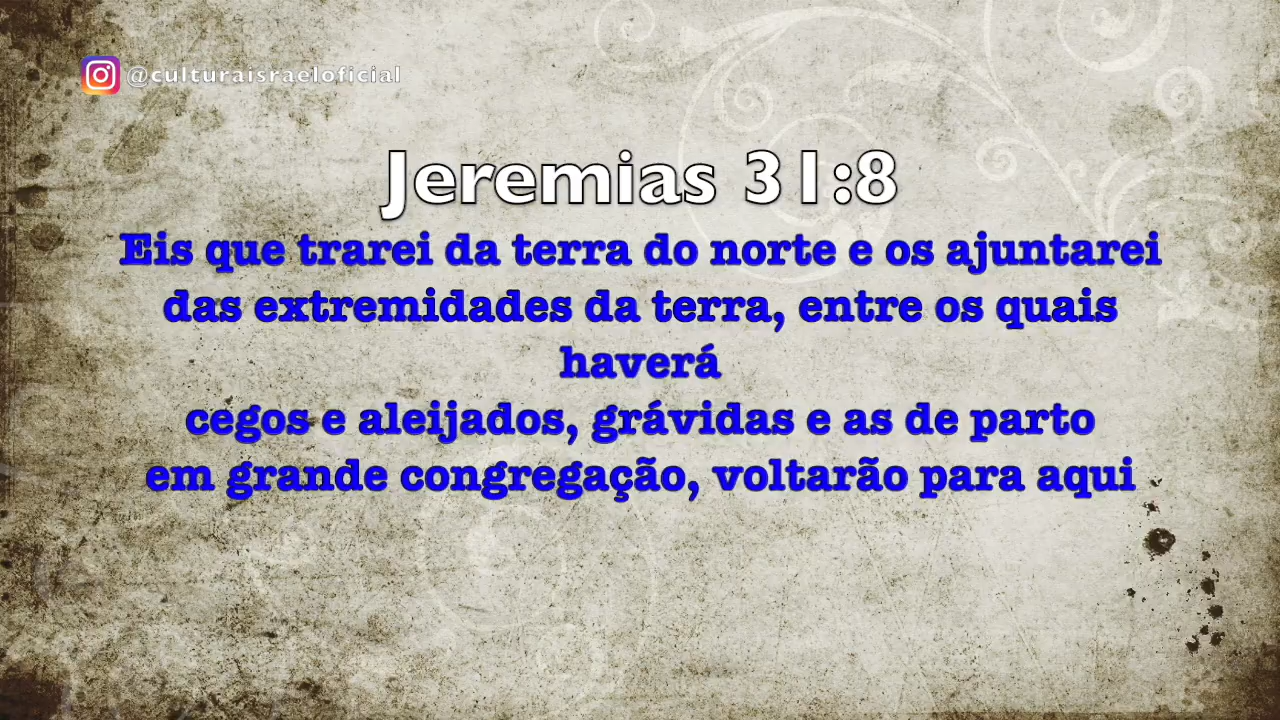 @culturaisraeloficial
Jeremias 31:8
Eis que trarei da terra do norte e os ajuntarei
das extremidades da terra, entre os quais
haverá
cegos e aleijados, grávidas e as de parto
em grande congregação, voltarão para aqui